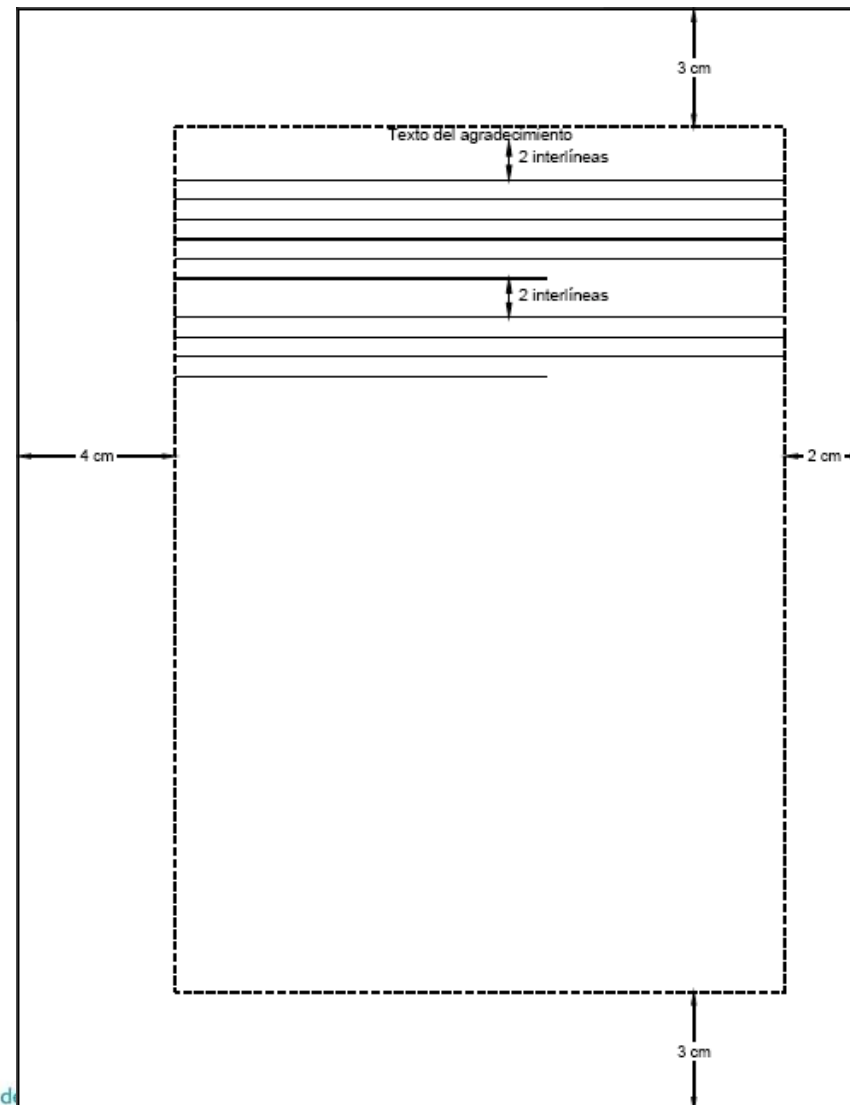 3 cm
Texto del agradecimiento
2 interlíneas
2 interlíneas
4 cm
2 cm
3 cm